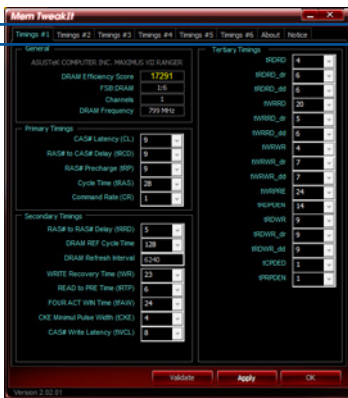 Mem TweakIt
Timings #1 Timings #2 Timings #3 Timings #4 Timings #5 Timings #6 About Notice
General
ASUSTeK COMPUTER INC. MAXIMUS VII RANGER
DRAM Efficiency Score 17291
FSB:DRAM 1:6
Channels 1
DRAM Frequency 799 MHz
Primary Timings
CAS# Latency (CL) 9
RAS# to CAS# Delay (tRCD) 9
RAS# Precharge (tRP) 9
Cycle Time (tRAS) 28
Command Rate (CR) 1
Secondary Timings
RAS# to RAS# Delay (tRRD) 5
DRAM REF Cycle Time 128
DRAM Refresh Interval 6240
WRITE Recovery Time (tWR) 23
READ to PRE Time (tRTP) 6
FOUR ACT WIN Time (tFAW) 24
CKE Minimul Pulse Width (tCKE) 4
CAS# Write Latency (tWCL) 8
Tertiary Timings
tRDRD 4
tRDRD_dr 6
tRDRD_dd 6
tWRRD 20
tWRRD_dr 5
tWRRD_dd 6
tWRWR 4
tWRWR_dr 7
tWRWR_dd 7
tWRPRE 24
tRDPDEN 14
tRDWR 9
tRDWR_dr 9
tRDWR_dd 9
tCPDED 1
tPRPDEN 1
Validate Apply OK
Version 2.02.01